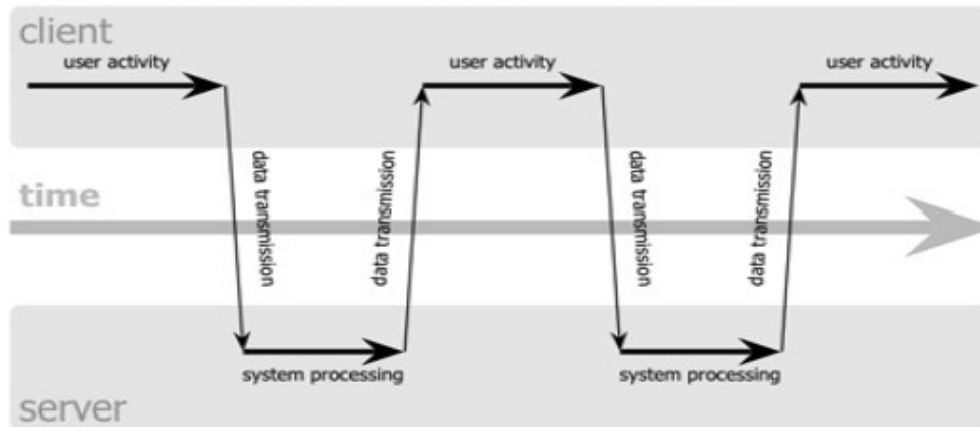 client
user activity
user activity
user activity
data transmission
data transmission
data transmission
data transmission
time
system processing
system processing
server